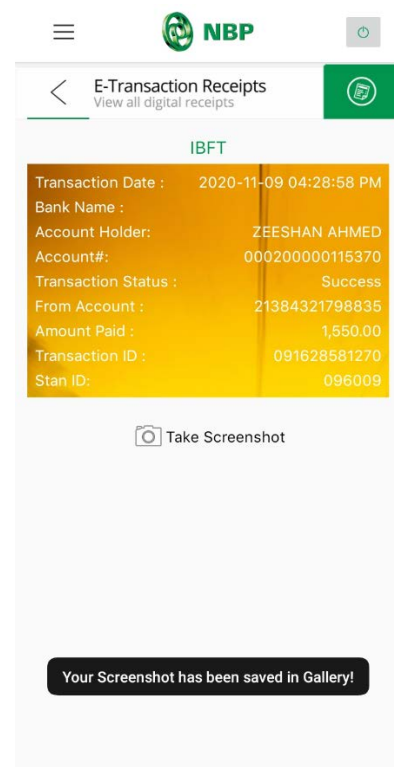 NBP
E-Transaction Receipts
View all digital receipts
IBFT
Transaction Date : 2020-11-09 04:28:58 PM
Bank Name :
Account Holder: ZEESHAN AHMED
Account#: 000200000115370
Transaction Status : Success
From Account : 21384321798835
Amount Paid : 1,550.00
Transaction ID : 091628581270
Stan ID: 096009
Take Screenshot
Your Screenshot has been saved in Gallery!